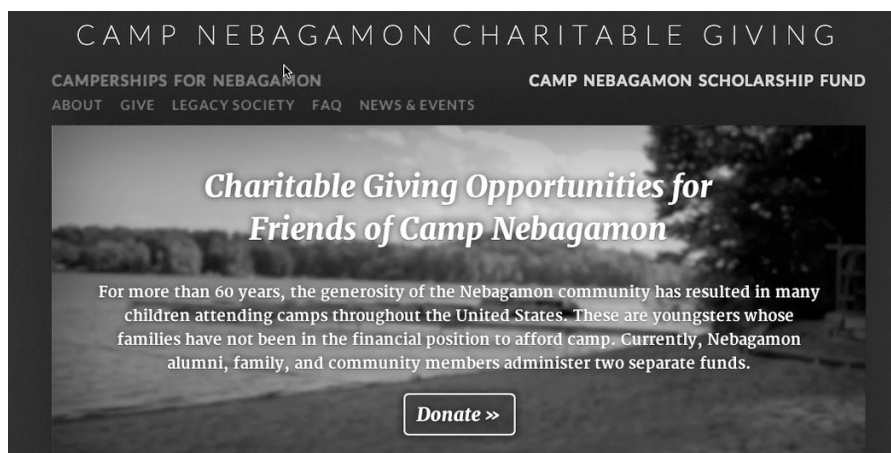 CAMP NEBAGAMON CHARITABLE GIVING
CAMPERSHIPS FOR NEBAGAMON
CAMP NEBAGAMON SCHOLARSHIP FUND
ABOUT GIVE LEGACY SOCIETY FAQ NEWS & EVENTS
Charitable Giving Opportunities for
Friends of Camp Nebagamon
For more than 60 years, the generosity of the Nebagamon community has resulted in many
children attending camps throughout the United States. These are youngsters whose
families have not been in the financial position to afford camp. Currently, Nebagamon
alumni, family, and community members administer two separate funds.
Donate »